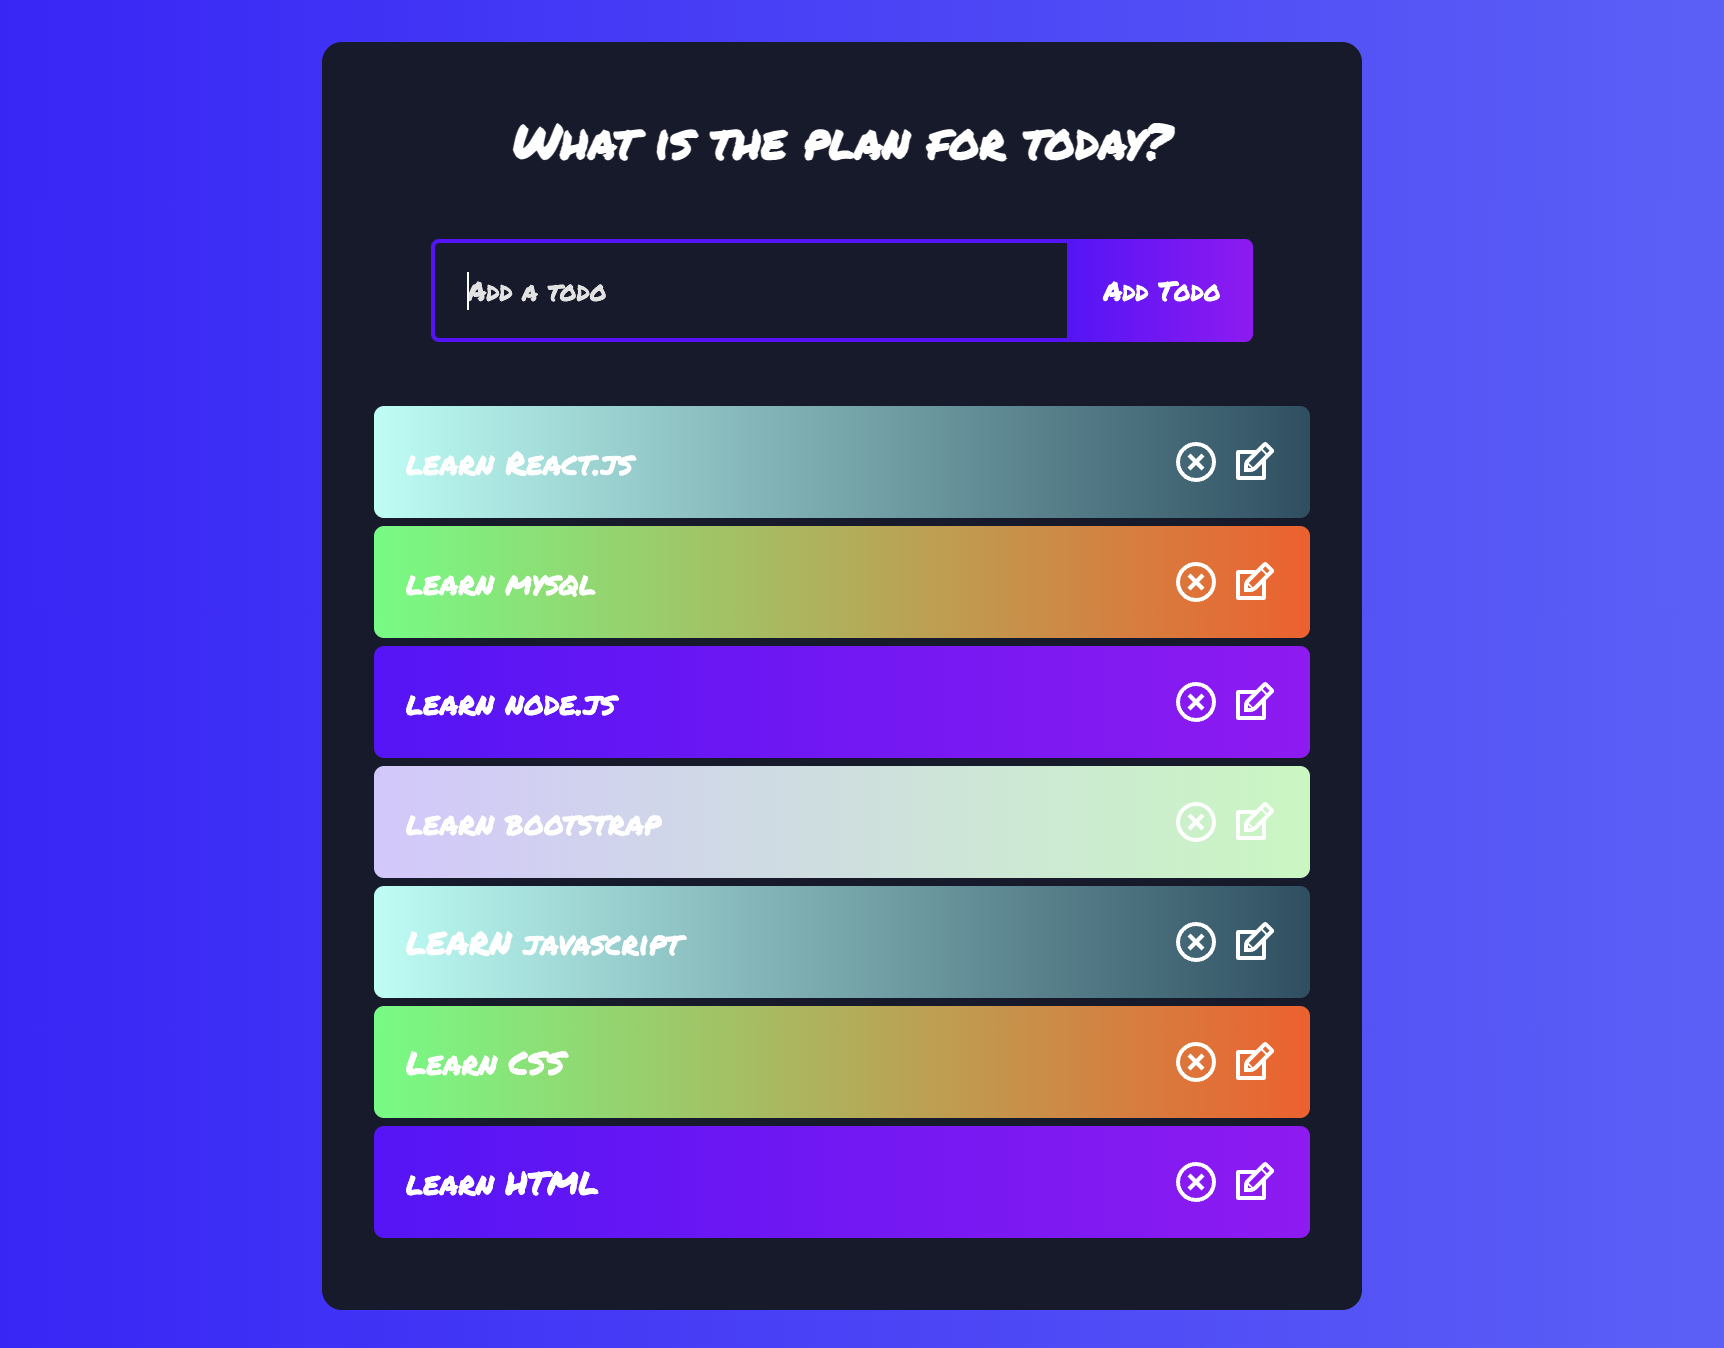 What is the plan for today?
Add a todo
Add Todo
learn React.js
learn mysql
learn node.js
learn bootstrap
LEARN javascript
Learn CSS
learn HTML